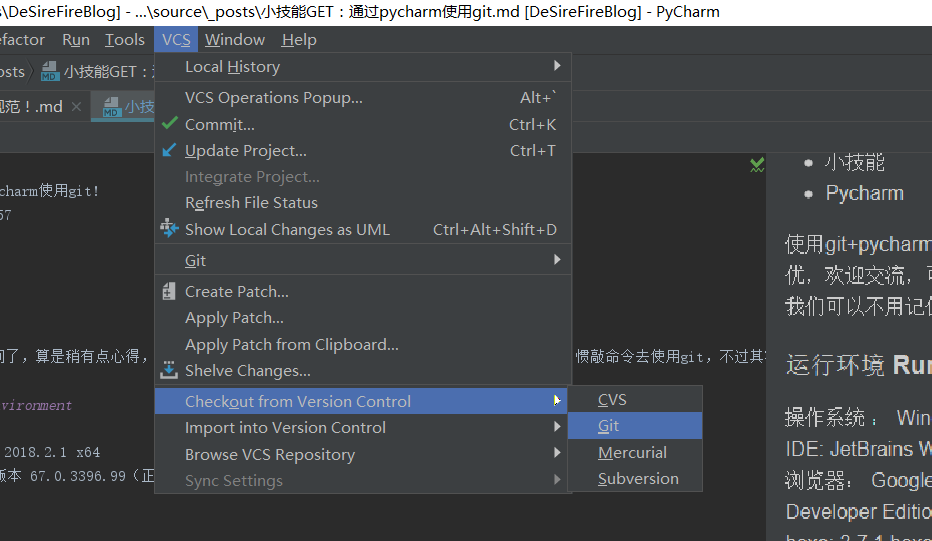 s\DeSireFireBlog] - ...\source\_posts\小技能GET：通过pycharm使用git.md [DeSireFireBlog] - PyCharm
efactor Run Tools VCS Window Help
osts 小技能GET：
规范！.md 小技
Local History
VCS Operations Popup... Alt+`
Commit... Ctrl+K
Update Project... Ctrl+T
Integrate Project...
Refresh File Status
Show Local Changes as UML Ctrl+Alt+Shift+D
Git
Create Patch...
Apply Patch...
Apply Patch from Clipboard...
Shelve Changes...
Checkout from Version Control
Import into Version Control
Browse VCS Repository
Sync Settings
CVS
Git
Mercurial
Subversion
charm使用git!
57
间了，算是稍有点心得，
惯敲命令去使用git，不过其
vironment
2018.2.1 x64
版本 67.0.3396.99（正
小技能
Pycharm
使用git+pycharm
优，欢迎交流，
我们可以不用记
运行环境 Run
操作系统： Win
IDE: JetBrains W
浏览器： Google
Developer Editio
hexo: 3.7.1 hexo